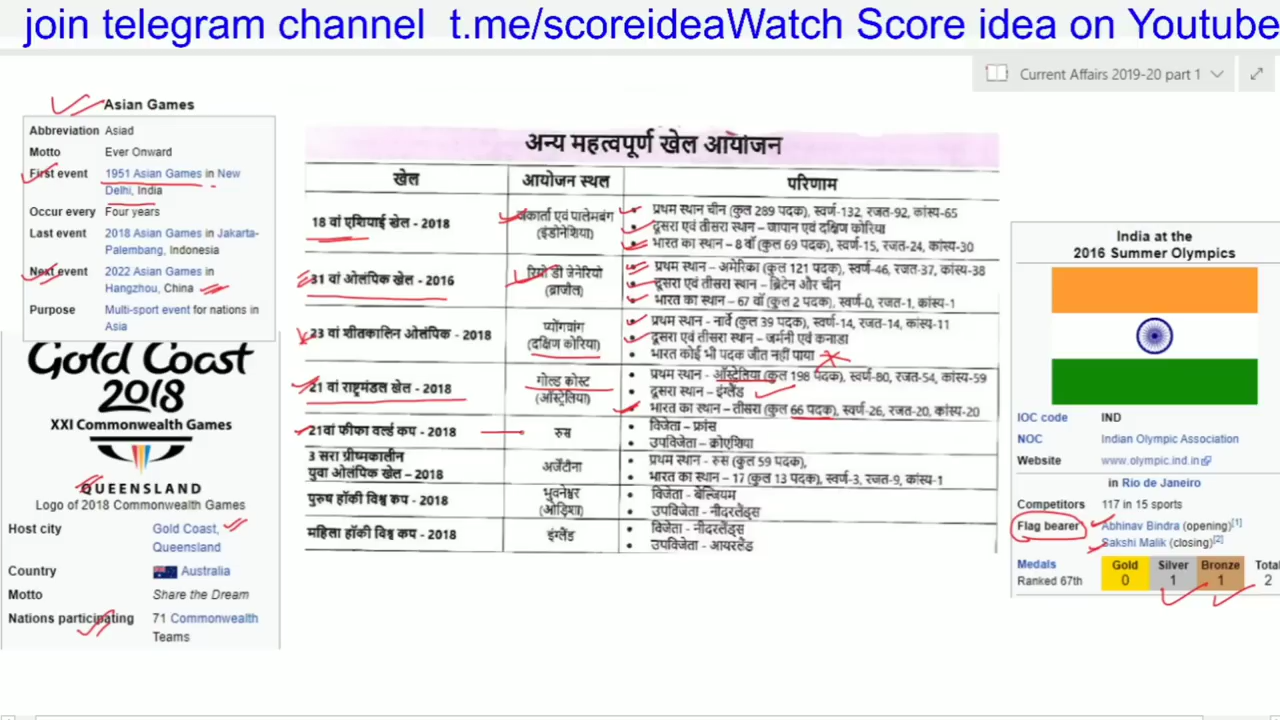 join telegram channel t.me/scoreideaWatch Score idea on Youtube
Current Affairs 2019-20 part 1
Asian Games
Abbreviation Asiad
Motto Ever Onward
First event 1951 Asian Games in New
Delhi, India
Occur every Four years
Last event 2018 Asian Games in Jakarta-
Palembang, Indonesia
Next event 2022 Asian Games in
Hangzhou, China
Purpose Multi-sport event for nations in
Asia
Gold Coast
2018
XXI Commonwealth Games
QUEENSLAND
Logo of 2018 Commonwealth Games
Host city Gold Coast,
Queensland
Country Australia
Motto Share the Dream
Nations participating 71 Commonwealth
Teams
अन्य महत्वपूर्ण खेल आयोजन
खेल आयोजन स्थल परिणाम
18 वां एशियाई खेल - 2018
जकार्ता एवं पालेमबंग
(इंडोनेशिया)
• प्रथम स्थान चीन (कुल 289 पदक), स्वर्ण-132, रजत-92, कांस्य-65
• दूसरा एवं तीसरा स्थान – जापान एवं दक्षिण कोरिया
• भारत का स्थान – 8 वाँ (कुल 69 पदक), स्वर्ण-15, रजत-24, कांस्य-30
31 वां ओलंपिक खेल - 2016
रियो डी जेनेरियो
(ब्राजील)
• प्रथम स्थान – अमेरिका (कुल 121 पदक), स्वर्ण-46, रजत-37, कांस्य-38
• दूसरा एवं तीसरा स्थान – ब्रिटेन और चीन
• भारत का स्थान – 67 वाँ (कुल 2 पदक), स्वर्ण-0, रजत-1, कांस्य-1
23 वां शीतकालिन ओलंपिक - 2018
प्योंगचांग
(दक्षिण कोरिया)
• प्रथम स्थान - नार्वे (कुल 39 पदक), स्वर्ण-14, रजत-14, कांस्य-11
• दूसरा एवं तीसरा स्थान – जर्मनी एवं कनाडा
• भारत कोई भी पदक जीत नहीं पाया
21 वां राष्ट्रमंडल खेल - 2018
गोल्ड कोस्ट
(ऑस्ट्रेलिया)
• प्रथम स्थान - ऑस्ट्रेलिया (कुल 198 पदक), स्वर्ण-80, रजत-54, कांस्य-59
• दूसरा स्थान – इंग्लैंड
• भारत का स्थान – तीसरा (कुल 66 पदक), स्वर्ण-26, रजत-20, कांस्य-20
21वां फीफा वर्ल्ड कप - 2018
रुस
• विजेता – फ्रांस
• उपविजेता – क्रोएशिया
3 सरा ग्रीष्मकालीन
युवा ओलंपिक खेल – 2018
अर्जेंटीना
• प्रथम स्थान - रुस (कुल 59 पदक),
• भारत का स्थान – 17 (कुल 13 पदक), स्वर्ण-3, रजत-9, कांस्य-1
पुरुष हॉकी विश्व कप - 2018
भुवनेश्वर
(ओड़िशा)
• विजेता – बेल्जियम
• उपविजेता – नीदरलैंड्स
महिला हॉकी विश्व कप - 2018
इंग्लैंड
• विजेता - नीदरलैंड्स
• उपविजेता - आयरलैंड
India at the
2016 Summer Olympics
IOC code IND
NOC Indian Olympic Association
Website www.olympic.ind.in
in Rio de Janeiro
Competitors 117 in 15 sports
Flag bearer Abhinav Bindra (opening)[1]
Sakshi Malik (closing)[2]
Medals Gold Silver Bronze Total
Ranked 67th 0 1 1 2